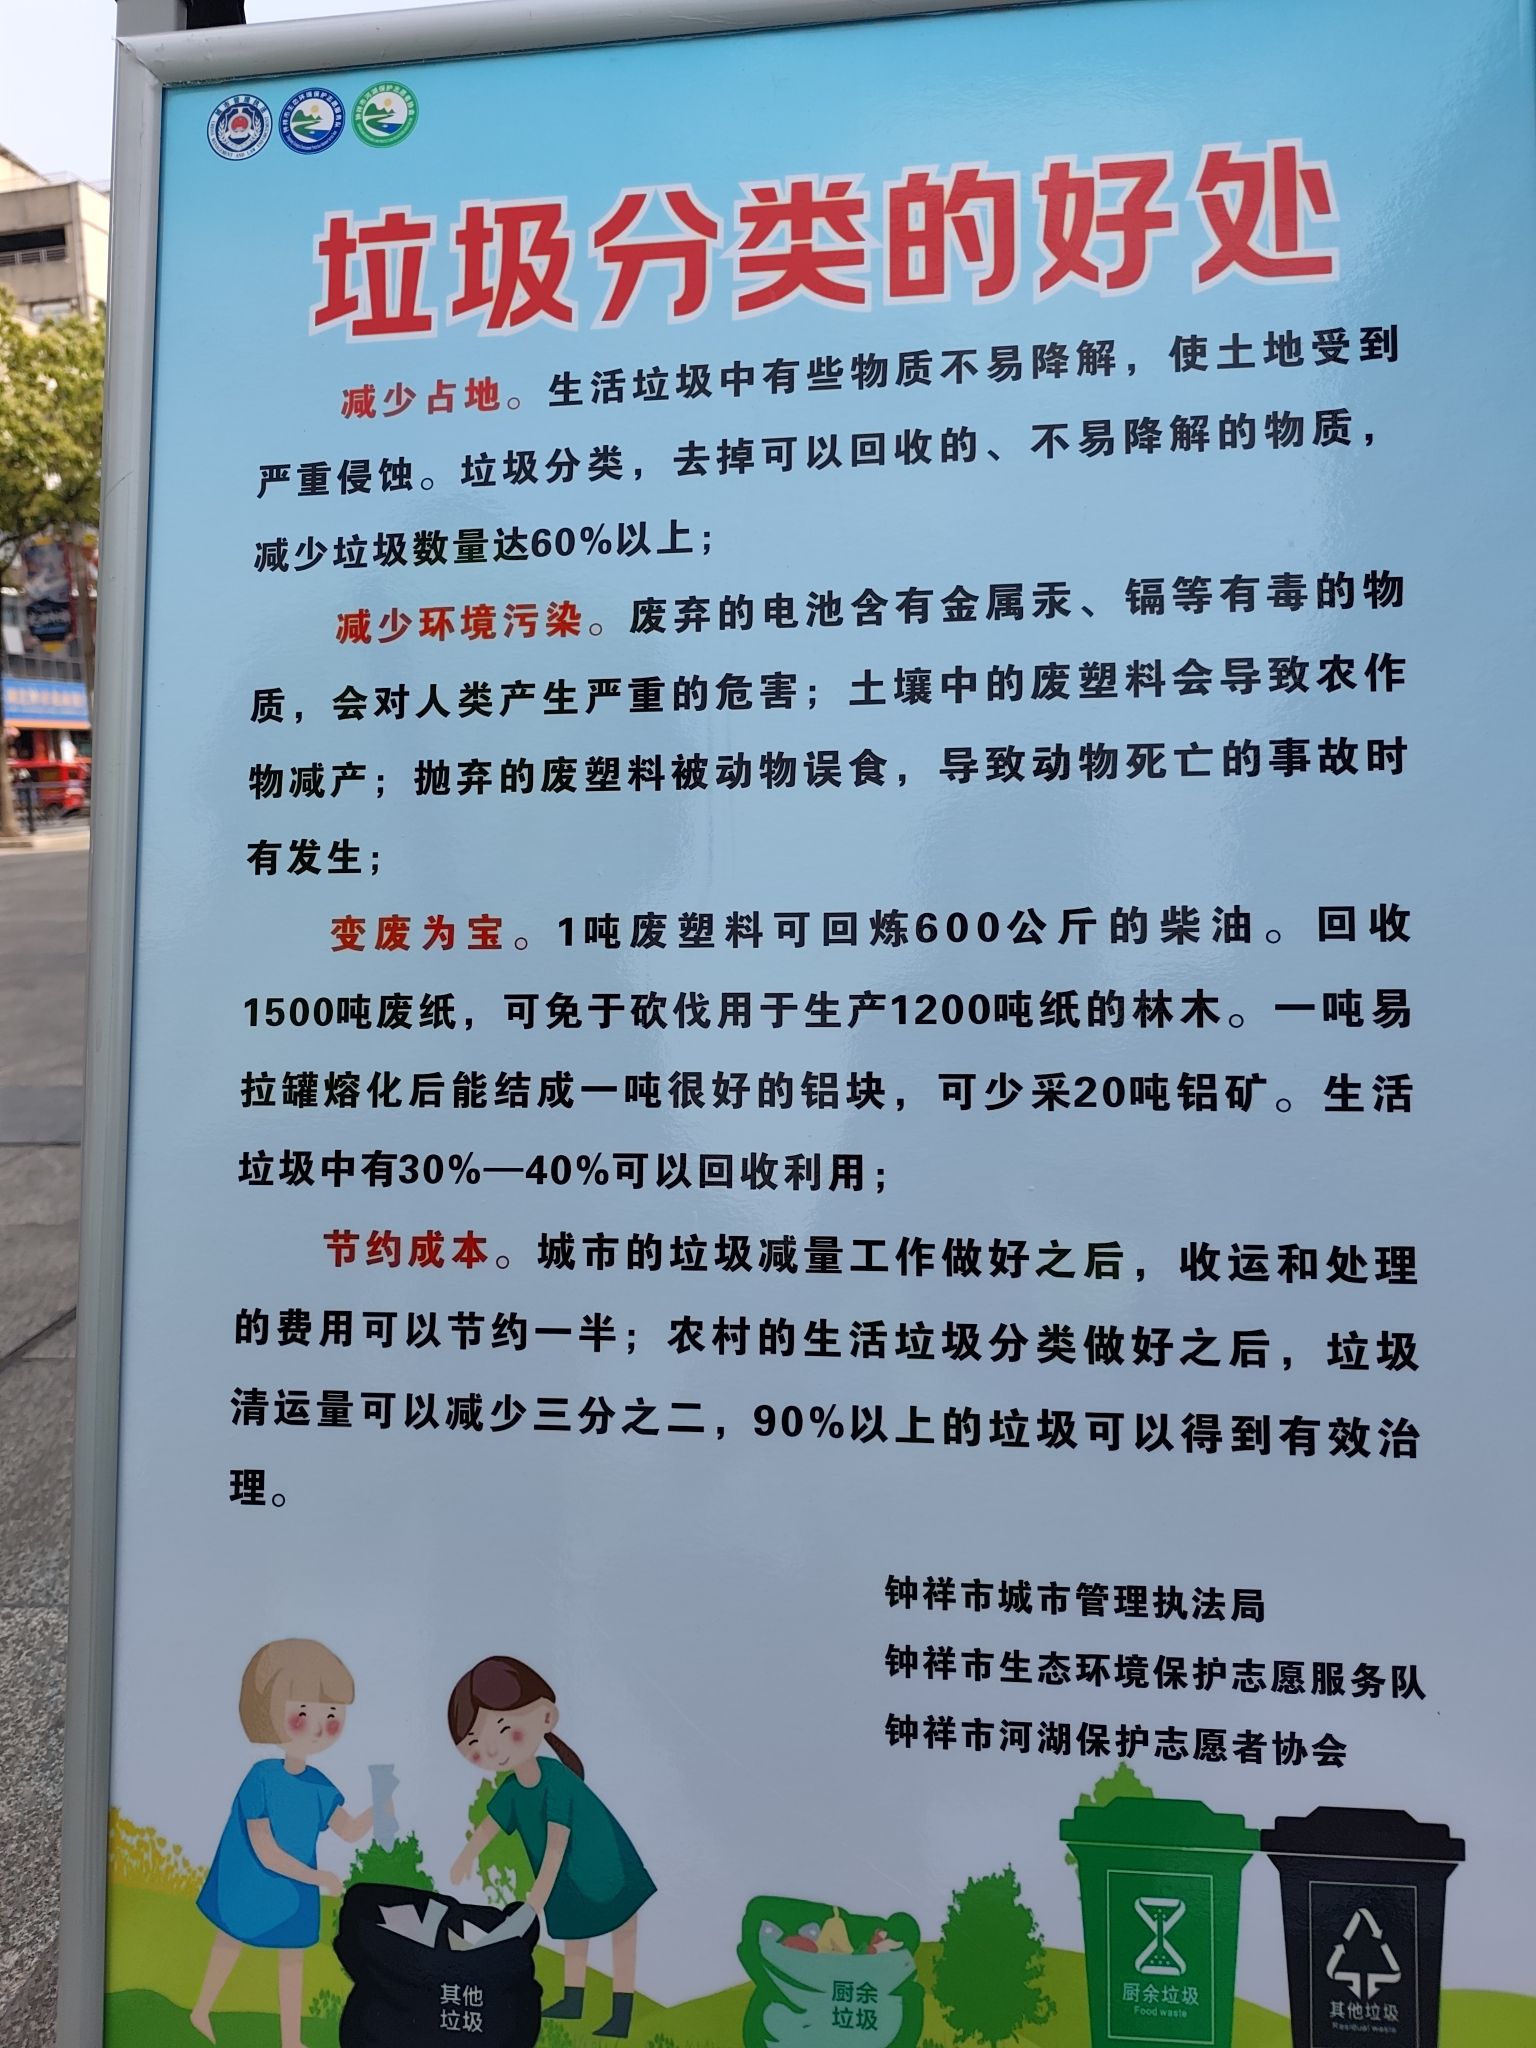 垃圾分类的好处
减少占地。生活垃圾中有些物质不易降解，使土地受到
严重侵蚀。垃圾分类，去掉可以回收的、不易降解的物质，
减少垃圾数量达60%以上；
减少环境污染。废弃的电池含有金属汞、镉等有毒的物
质，会对人类产生严重的危害；土壤中的废塑料会导致农作
物减产；抛弃的废塑料被动物误食，导致动物死亡的事故时
有发生；
变废为宝。1吨废塑料可回炼600公斤的柴油。回收
1500吨废纸，可免于砍伐用于生产1200吨纸的林木。一吨易
拉罐熔化后能结成一吨很好的铝块，可少采20吨铝矿。生活
垃圾中有30%—40%可以回收利用；
节约成本。城市的垃圾减量工作做好之后，收运和处理
的费用可以节约一半；农村的生活垃圾分类做好之后，垃圾
清运量可以减少三分之二，90%以上的垃圾可以得到有效治
理。
钟祥市城市管理执法局
钟祥市生态环境保护志愿服务队
钟祥市河湖保护志愿者协会
其他
垃圾
厨余
垃圾
厨余垃圾
Food waste
其他垃圾
Residual waste